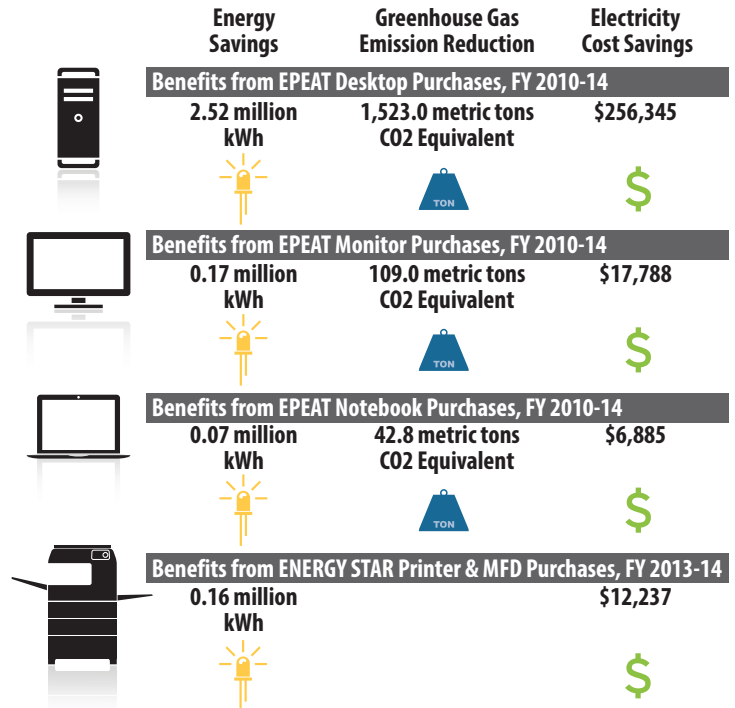 Energy Savings
Greenhouse Gas Emission Reduction
Electricity Cost Savings
Benefits from EPEAT Desktop Purchases, FY 2010-14
2.52 million kWh
1,523.0 metric tons CO2 Equivalent
$256,345
TON
$
Benefits from EPEAT Monitor Purchases, FY 2010-14
0.17 million kWh
109.0 metric tons CO2 Equivalent
$17,788
TON
$
Benefits from EPEAT Notebook Purchases, FY 2010-14
0.07 million kWh
42.8 metric tons CO2 Equivalent
$6,885
TON
$
Benefits from ENERGY STAR Printer & MFD Purchases, FY 2013-14
0.16 million kWh
$12,237
$